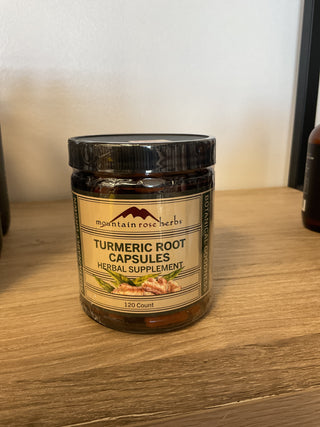 mountain rose herbs
TURMERIC ROOT
CAPSULES
HERBAL SUPPLEMENT
120 Count